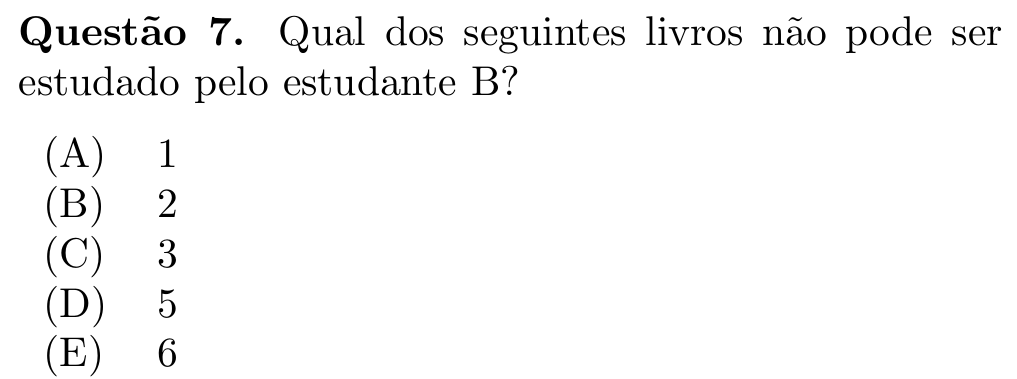 Questão 7. Qual dos seguintes livros não pode ser
estudado pelo estudante B?
(A) 1
(B) 2
(C) 3
(D) 5
(E) 6